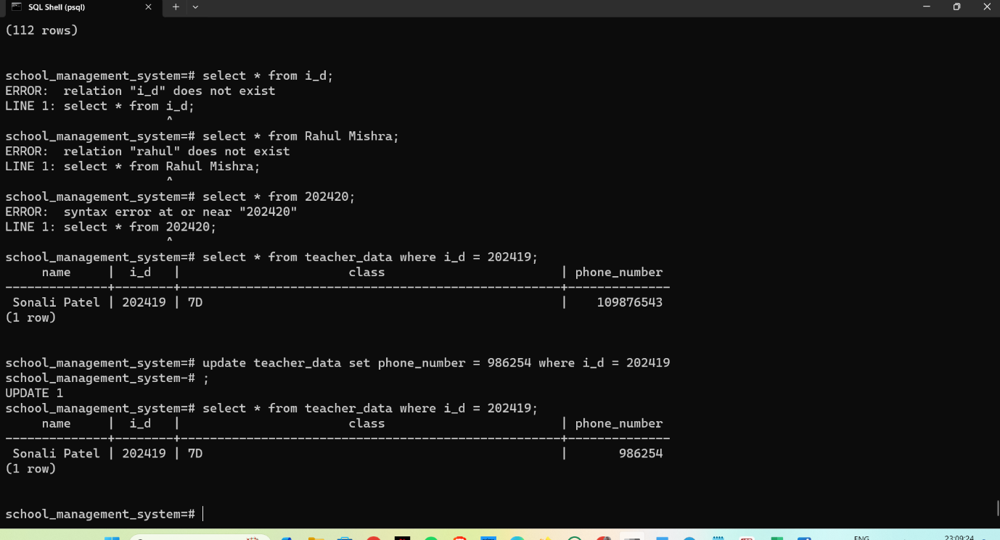 SQL Shell (psql)
(112 rows)
school_management_system=# select * from i_d;
ERROR:  relation "i_d" does not exist
LINE 1: select * from i_d;
                      ^
school_management_system=# select * from Rahul Mishra;
ERROR:  relation "rahul" does not exist
LINE 1: select * from Rahul Mishra;
                      ^
school_management_system=# select * from 202420;
ERROR:  syntax error at or near "202420"
LINE 1: select * from 202420;
                      ^
school_management_system=# select * from teacher_data where i_d = 202419;
     name     |  i_d   |                       class                        | phone_number
--------------+--------+----------------------------------------------------+--------------
 Sonali Patel | 202419 | 7D                                                 |    109876543
(1 row)
school_management_system=# update teacher_data set phone_number = 986254 where i_d = 202419
school_management_system-# ;
UPDATE 1
school_management_system=# select * from teacher_data where i_d = 202419;
     name     |  i_d   |                       class                        | phone_number
--------------+--------+----------------------------------------------------+--------------
 Sonali Patel | 202419 | 7D                                                 |       986254
(1 row)
school_management_system=#
ENG
23:09:24